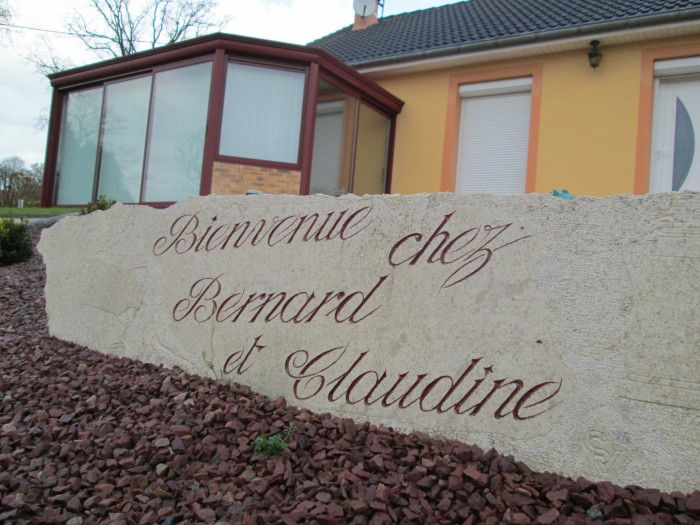 Bienvenue chez
Bernard
et Claudine